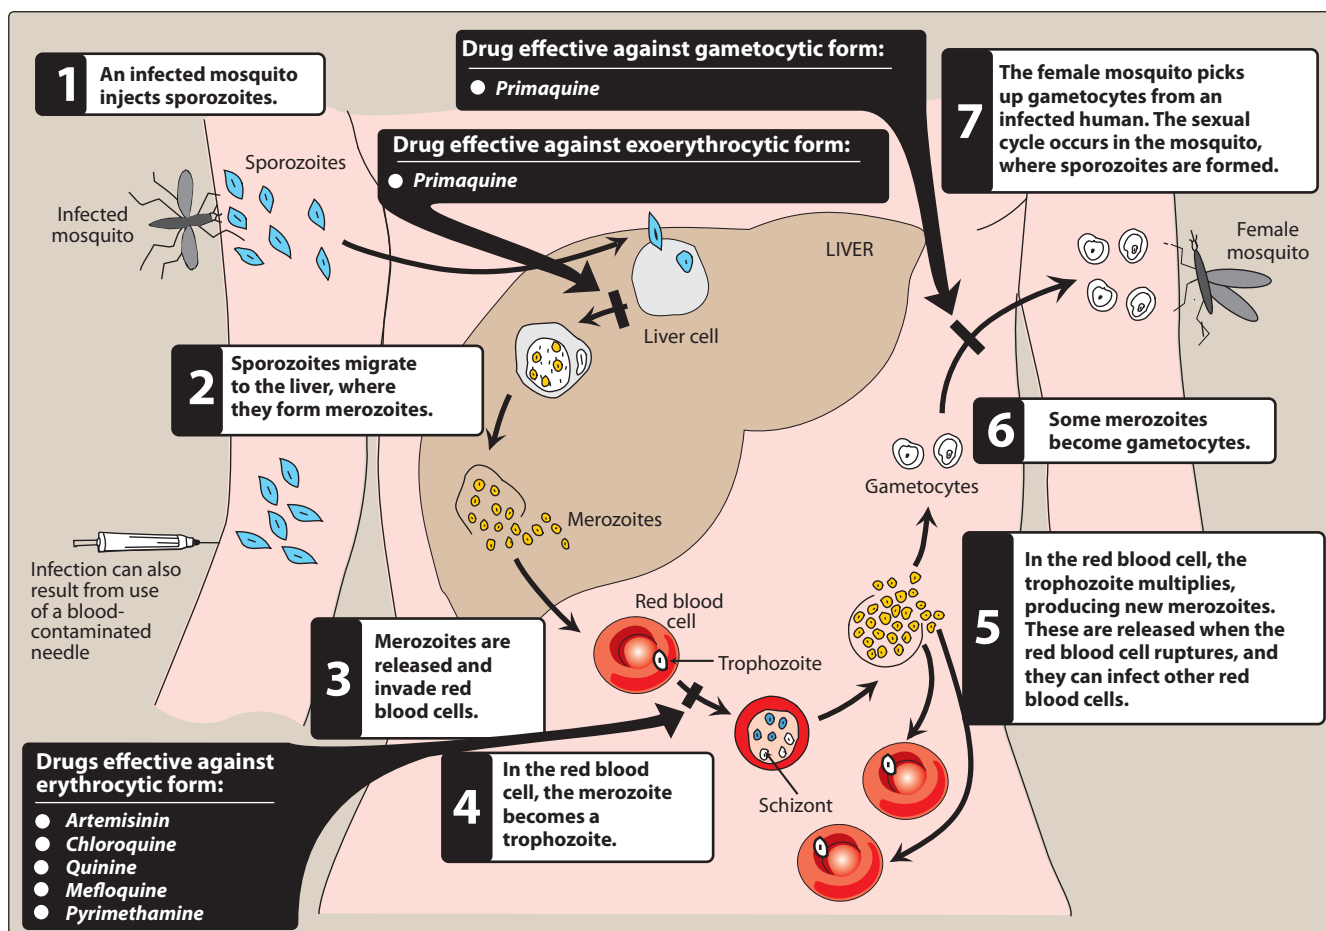 1
An infected mosquito
injects sporozoites.
Drug effective against gametocytic form:
Primaquine
Drug effective against exoerythrocytic form:
Primaquine
7
The female mosquito picks
up gametocytes from an
infected human. The sexual
cycle occurs in the mosquito,
where sporozoites are formed.
Sporozoites
Infected
mosquito
LIVER
Female
mosquito
Liver cell
2
Sporozoites migrate
to the liver, where
they form merozoites.
6
Some merozoites
become gametocytes.
Gametocytes
Merozoites
Infection can also
result from use
of a blood-
contaminated
needle
3
Merozoites are
released and
invade red
blood cells.
Red blood
cell
Trophozoite
5
In the red blood cell, the
trophozoite multiplies,
producing new merozoites.
These are released when the
red blood cell ruptures, and
they can infect other red
blood cells.
Drugs effective against
erythrocytic form:
Artemisinin
Chloroquine
Quinine
Mefloquine
Pyrimethamine
4
In the red blood
cell, the merozoite
becomes a
trophozoite.
Schizont